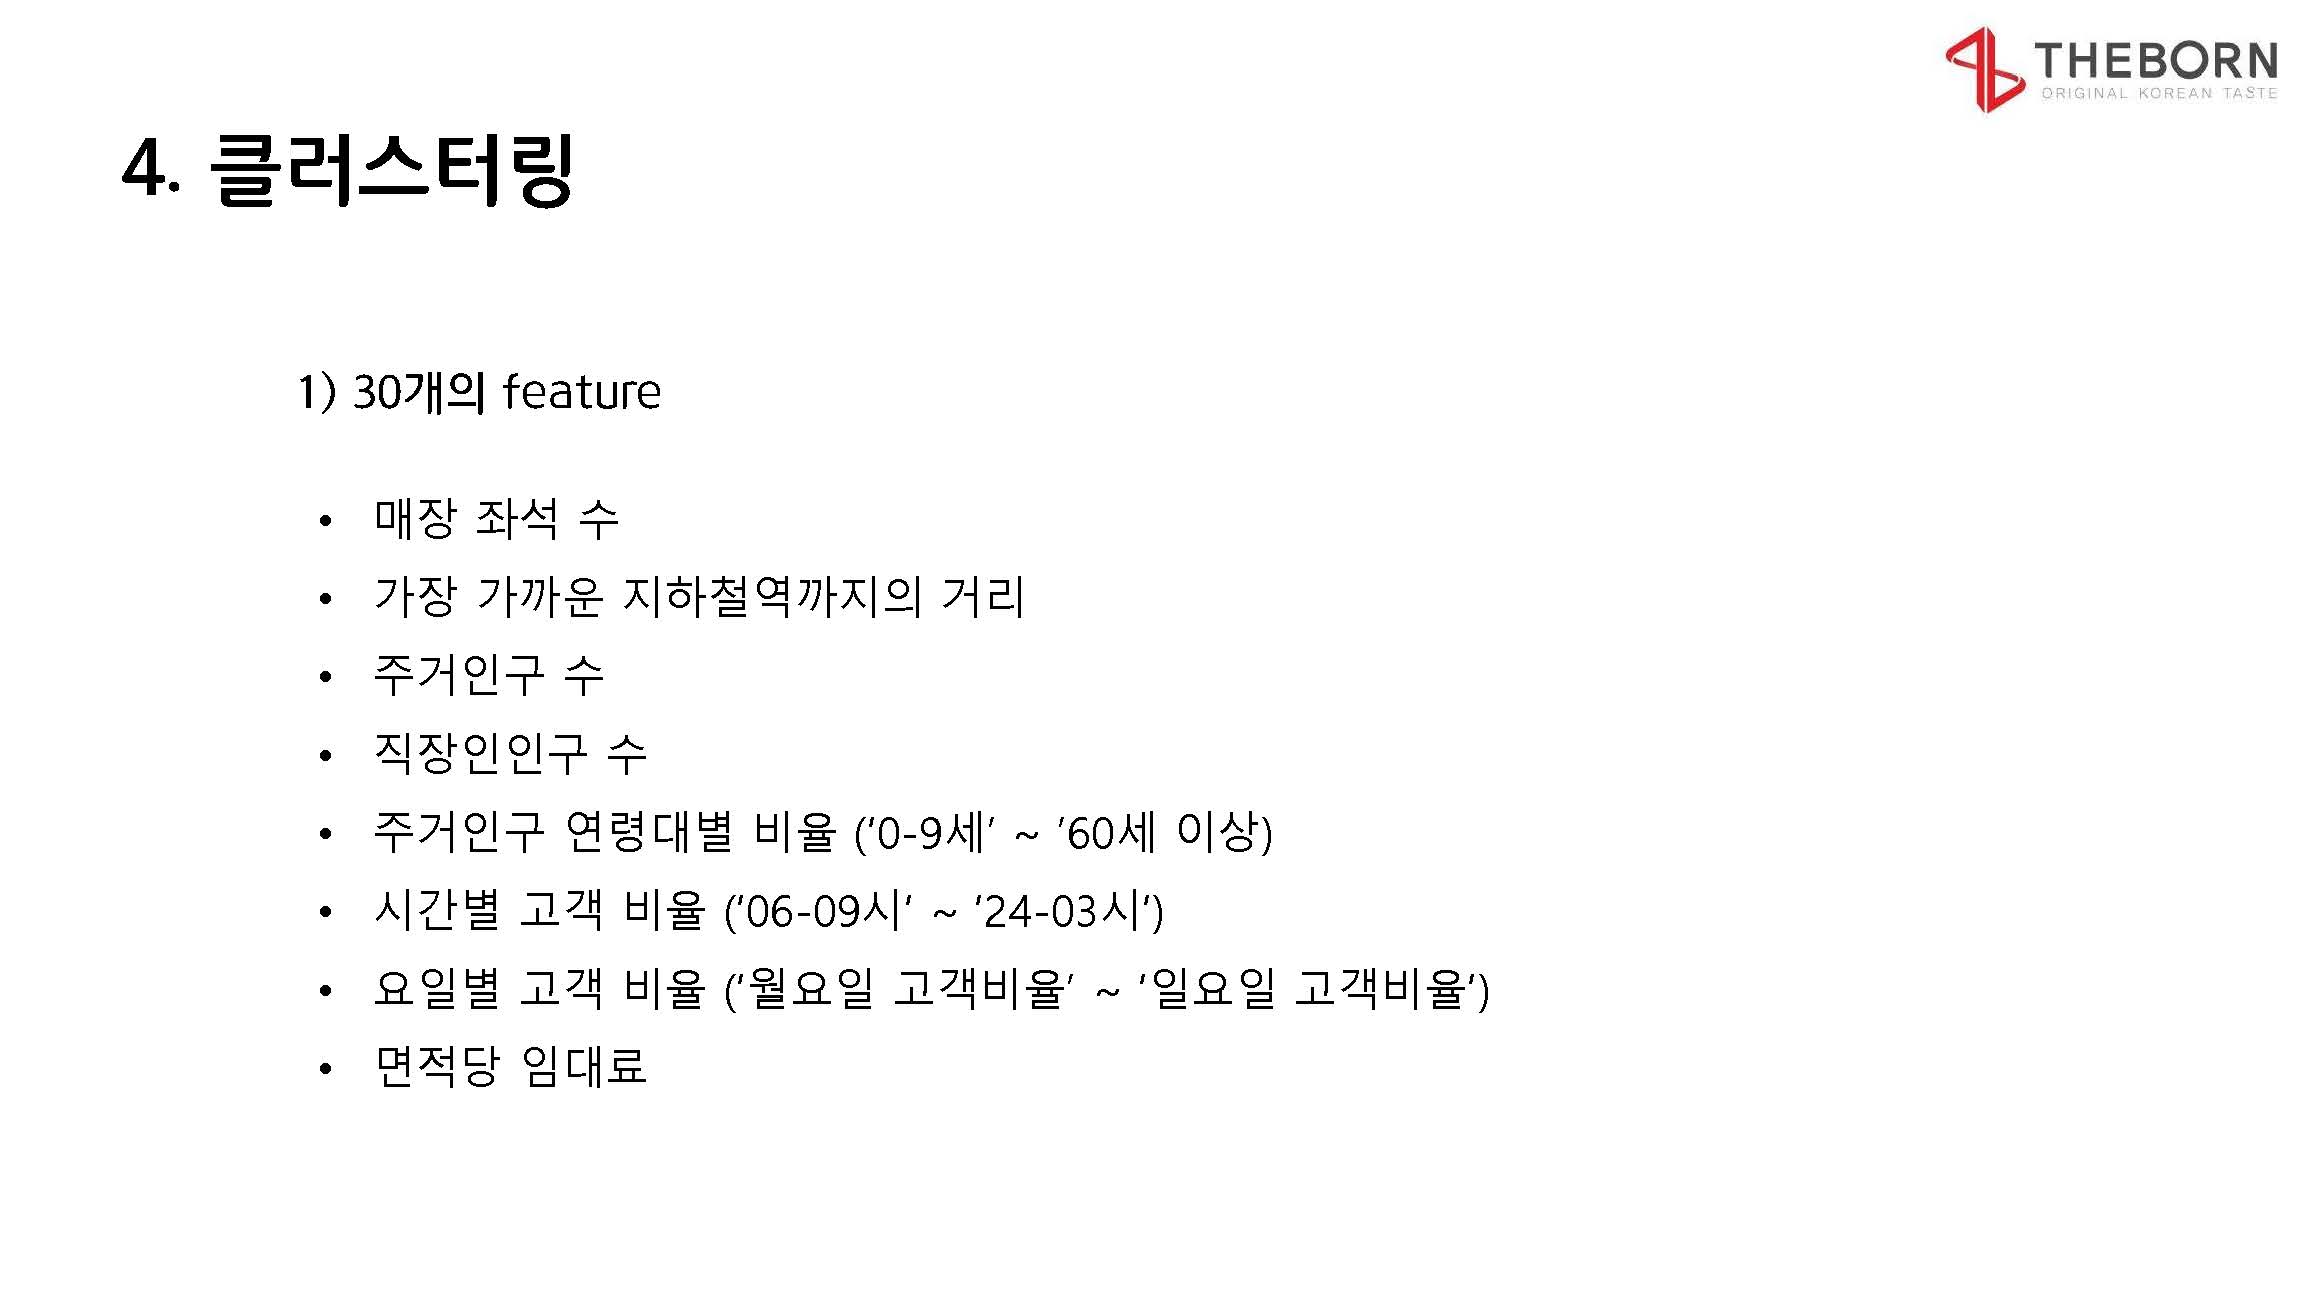 THEBORN
ORIGINAL KOREAN TASTE
4. 클러스터링
1) 30개의 feature
• 매장 좌석 수
• 가장 가까운 지하철역까지의 거리
• 주거인구 수
• 직장인인구 수
• 주거인구 연령대별 비율 (‘0-9세’ ~ ’60세 이상)
• 시간별 고객 비율 (‘06-09시’ ~ ‘24-03시’)
• 요일별 고객 비율 (‘월요일 고객비율’ ~ ‘일요일 고객비율’)
• 면적당 임대료